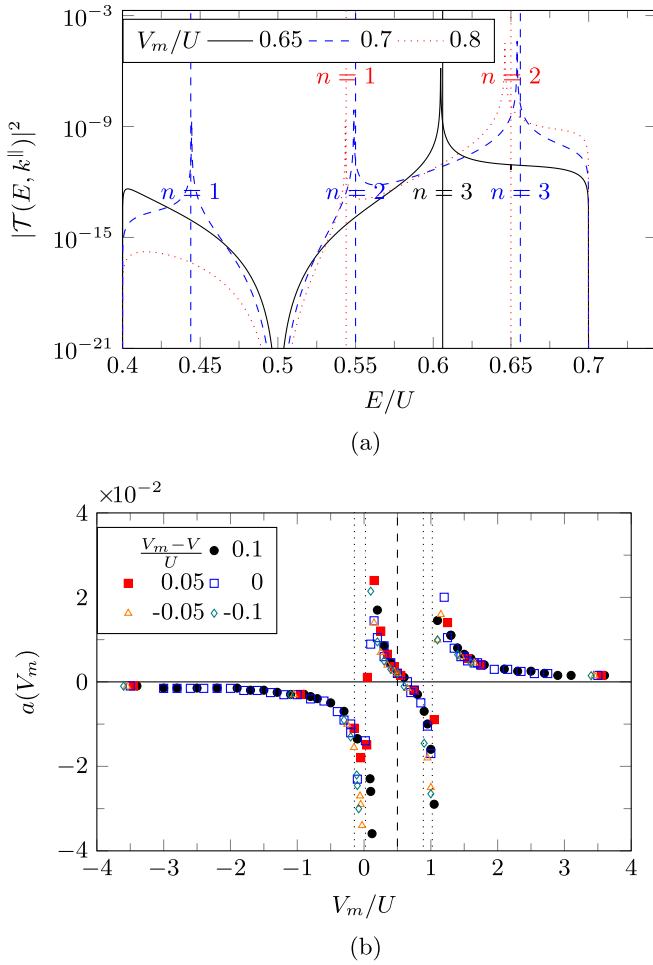 10^{-3}
V_m/U 0.65 0.7 0.8
n = 1 n = 2
10^{-9}
n = 1 n = 2 n = 3 n = 3
10^{-15}
10^{-21}
|𝒯(E, k^∥)|^2
0.4 0.45 0.5 0.55 0.6 0.65 0.7
E/U
(a)
×10^{-2}
4
\frac{V_m−V}{U} 0.1
0.05 0
-0.05 -0.1
2
0
−2
−4
a(V_m)
−4 −3 −2 −1 0 1 2 3 4
V_m/U
(b)